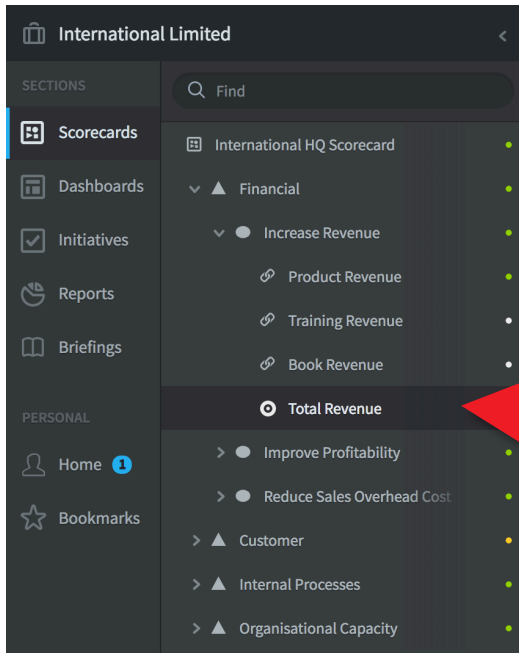 International Limited
SECTIONS
Scorecards
Dashboards
Initiatives
Reports
Briefings
PERSONAL
Home 1
Bookmarks
Find
International HQ Scorecard
Financial
Increase Revenue
Product Revenue
Training Revenue
Book Revenue
Total Revenue
Improve Profitability
Reduce Sales Overhead Cost
Customer
Internal Processes
Organisational Capacity